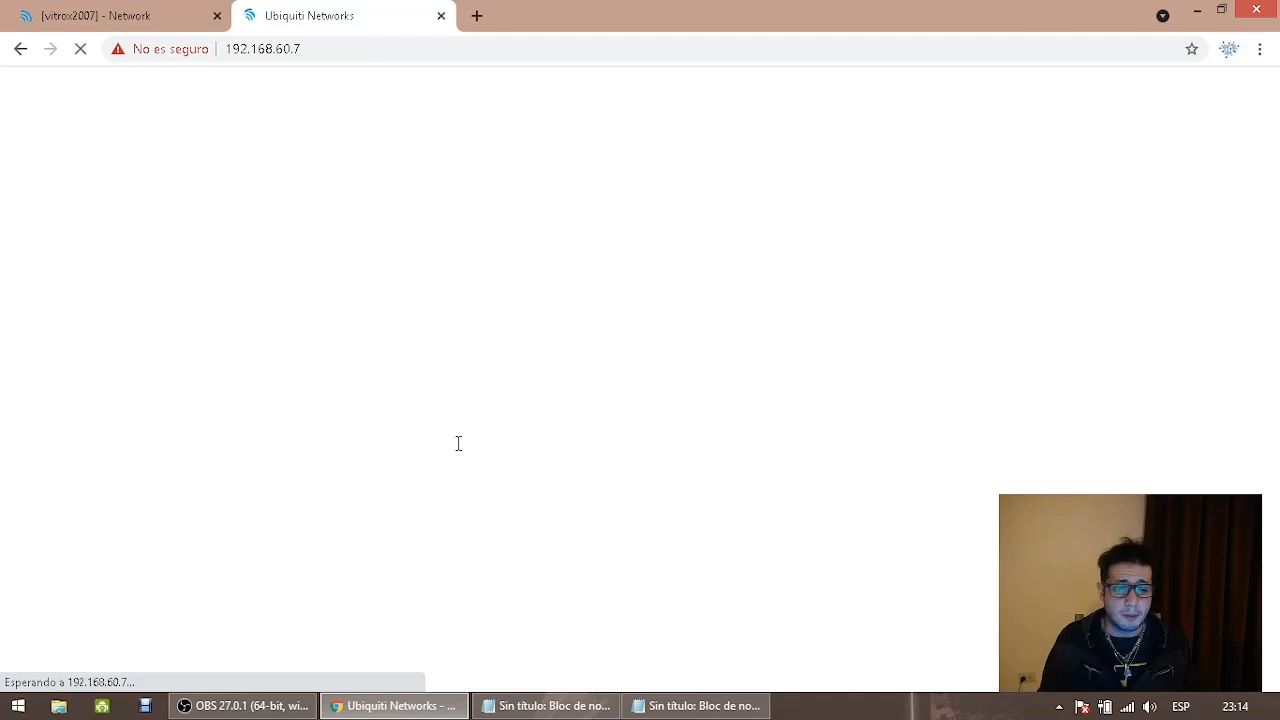 [vitrox2007] - Network
Ubiquiti Networks
No es seguro
192.168.60.7
Esperando a 192.168.60.7...
OBS 27.0.1 (64-bit, wi...
Ubiquiti Networks - ...
Sin título: Bloc de no...
Sin título: Bloc de no...
ESP
23:14